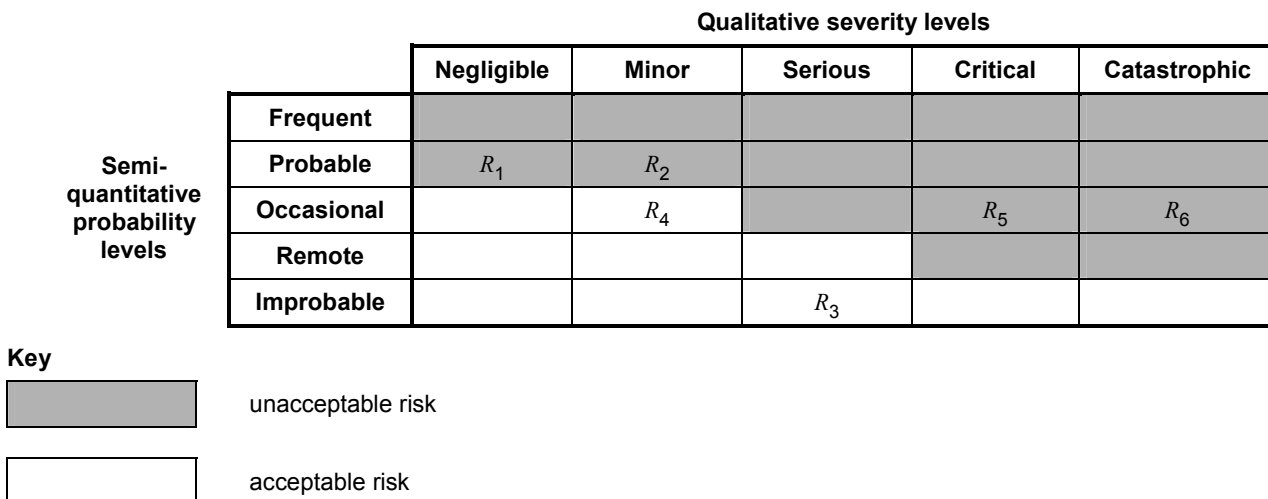 Qualitative severity levels
Negligible Minor Serious Critical Catastrophic
Semi-
quantitative
probability
levels
Frequent
Probable R1 R2
Occasional R4 R5 R6
Remote
Improbable R3
Key
unacceptable risk
acceptable risk